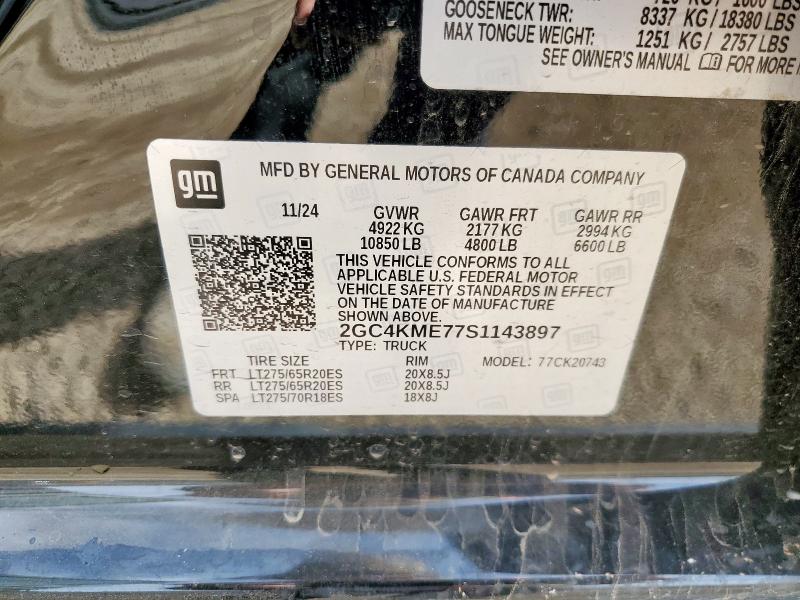 GOOSENECK TWR: 8337 KG / 18380 LBS
MAX TONGUE WEIGHT: 1251 KG / 2757 LBS
SEE OWNER'S MANUAL FOR MORE
gm
MFD BY GENERAL MOTORS OF CANADA COMPANY
11/24 GVWR GAWR FRT GAWR RR
4922 KG 2177 KG 2994 KG
10850 LB 4800 LB 6600 LB
THIS VEHICLE CONFORMS TO ALL
APPLICABLE U.S. FEDERAL MOTOR
VEHICLE SAFETY STANDARDS IN EFFECT
ON THE DATE OF MANUFACTURE
SHOWN ABOVE.
2GC4KME77S1143897
TYPE: TRUCK
TIRE SIZE RIM MODEL: 77CK20743
FRT LT275/65R20ES 20X8.5J
RR LT275/65R20ES 20X8.5J
SPA LT275/70R18ES 18X8J